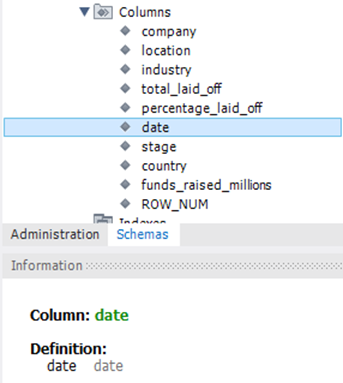 Columns
company
location
industry
total_laid_off
percentage_laid_off
date
stage
country
funds_raised_millions
ROW_NUM
Indexes
Administration Schemas
Information
Column: date
Definition:
date date